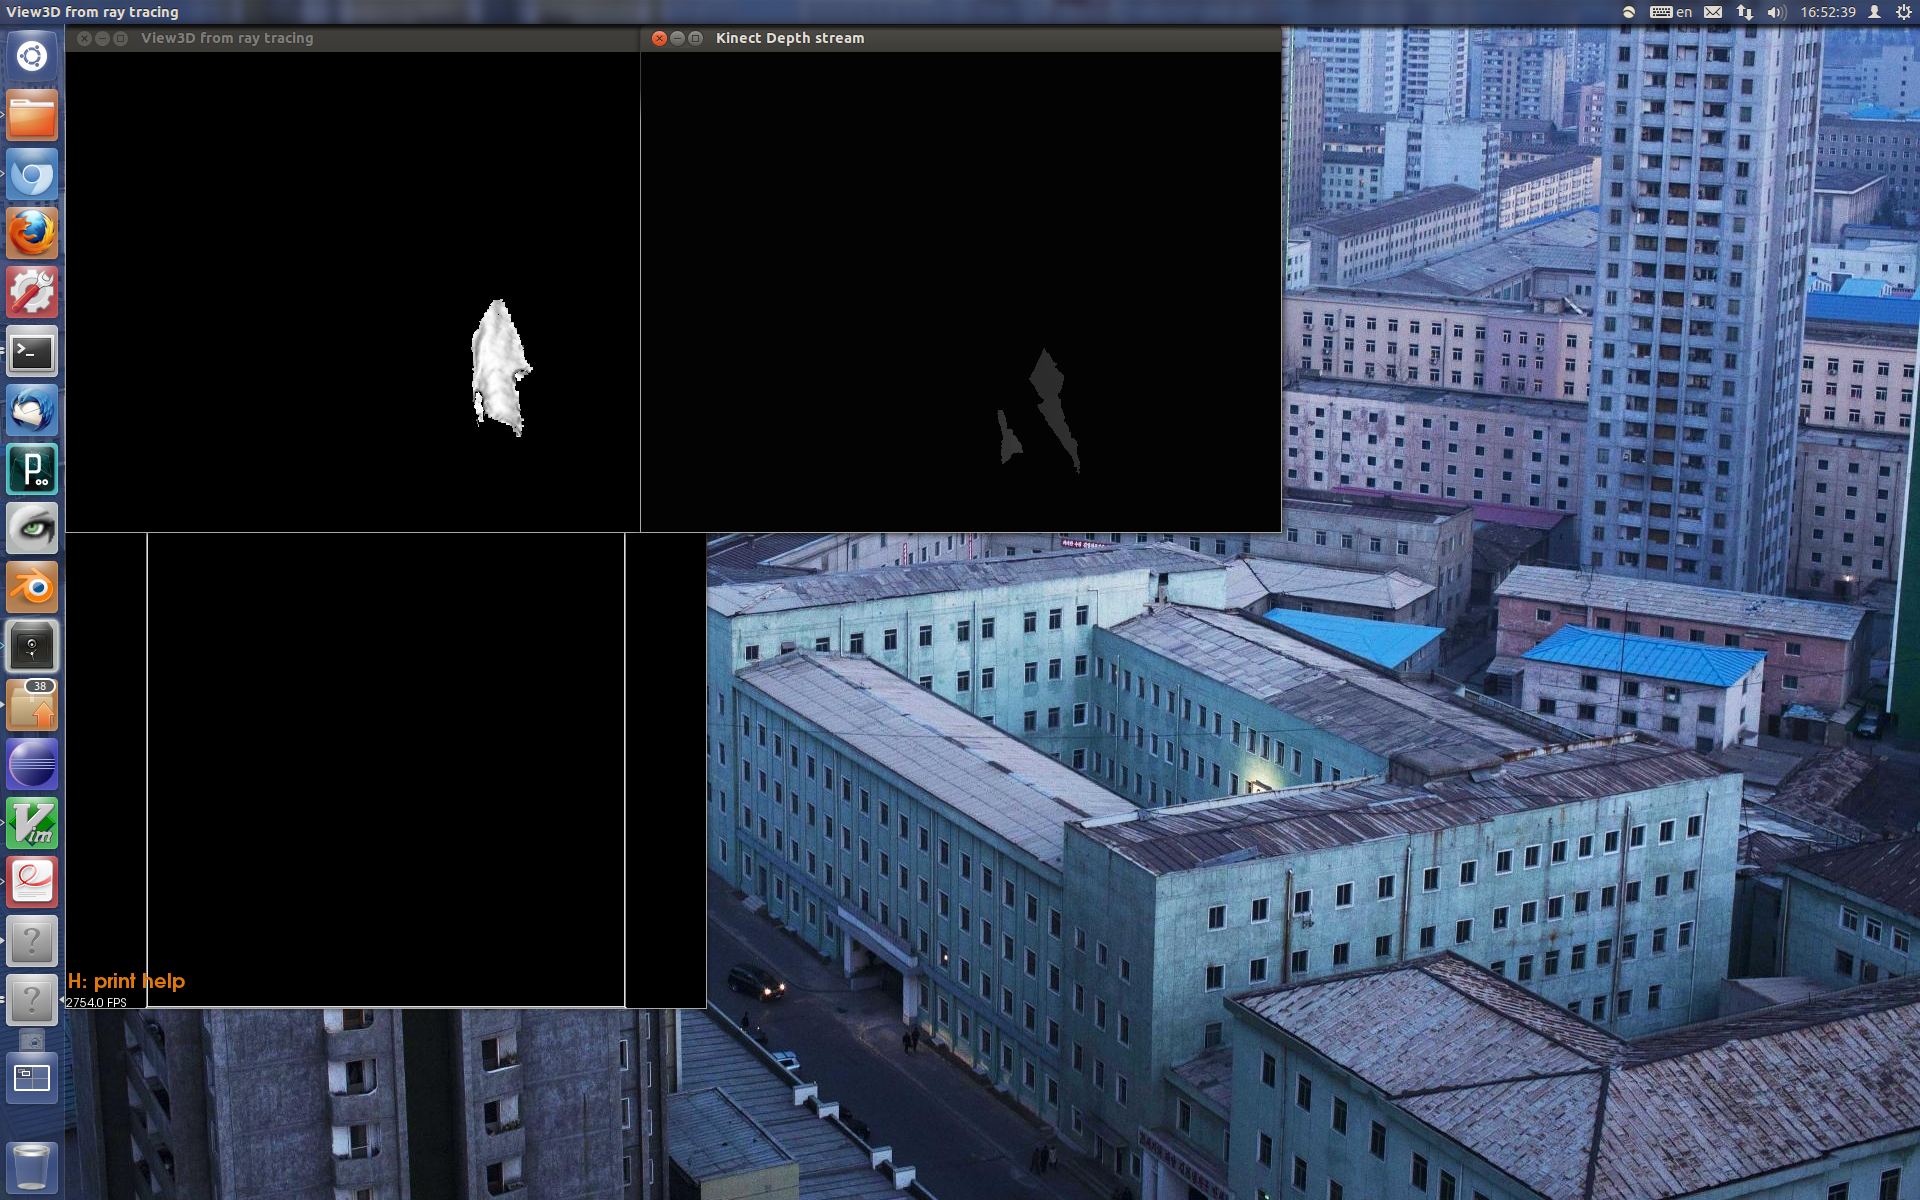 View3D from ray tracing
en
16:52:39
View3D from ray tracing
Kinect Depth stream
>_
P
38
Vim
?
?
H: print help
2754.0 FPS